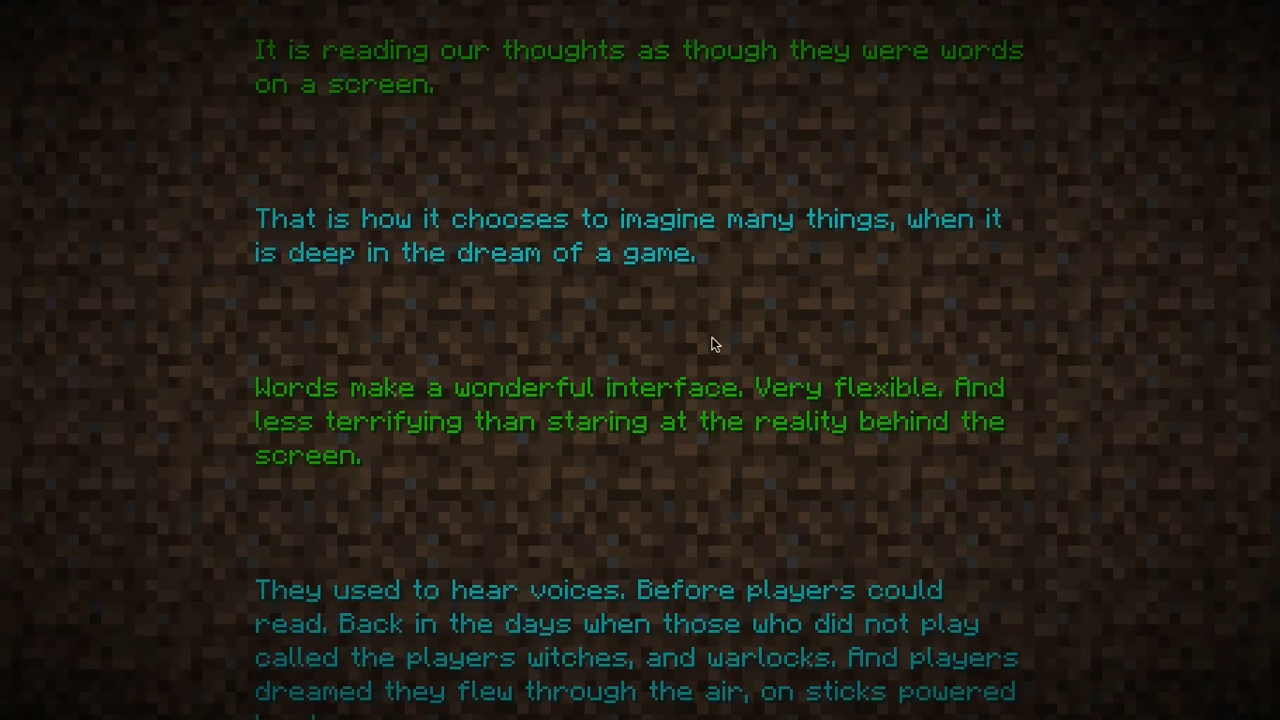 It is reading our thoughts as though they were words
on a screen.
That is how it chooses to imagine many things, when it
is deep in the dream of a game.
Words make a wonderful interface. Very flexible. And
less terrifying than staring at the reality behind the
screen.
They used to hear voices. Before players could
read. Back in the days when those who did not play
called the players witches, and warlocks. And players
dreamed they flew through the air, on sticks powered